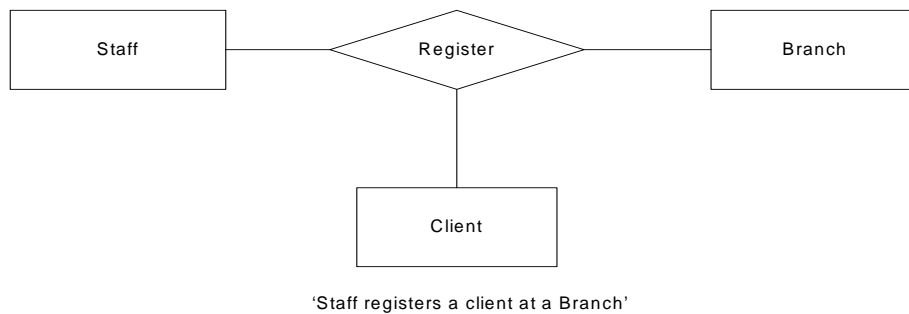 Staff
Register
Branch
Client
‘Staff registers a client at a Branch’